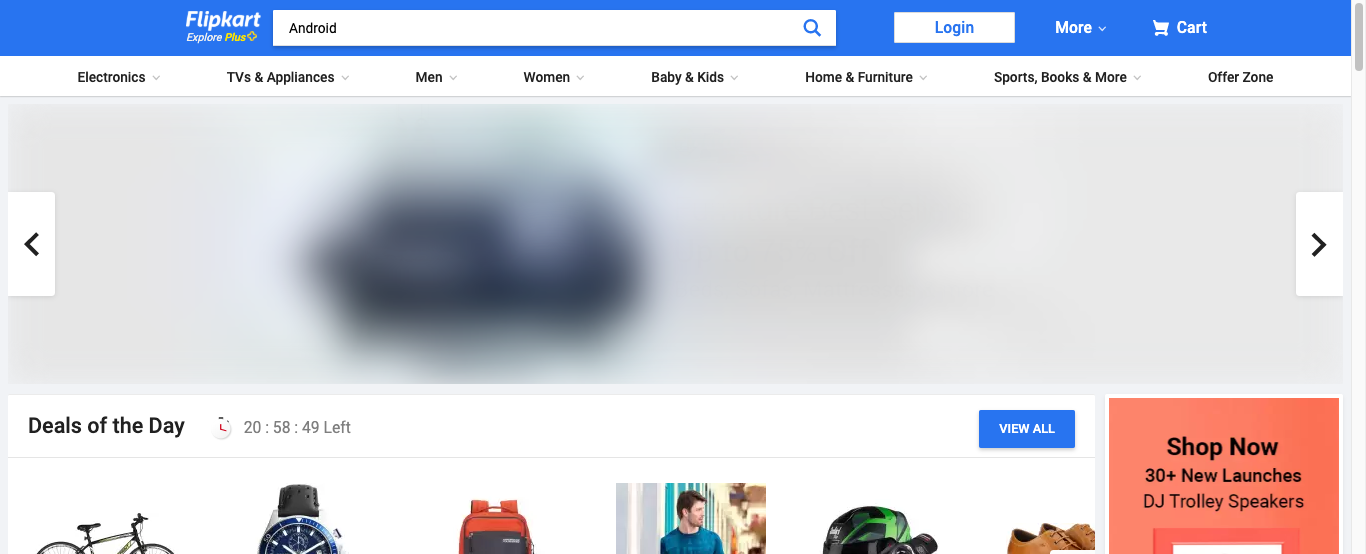 Flipkart
Explore Plus
Android
Login
More
Cart
Electronics
TVs & Appliances
Men
Women
Baby & Kids
Home & Furniture
Sports, Books & More
Offer Zone
Deals of the Day
20 : 58 : 49 Left
VIEW ALL
Shop Now
30+ New Launches
DJ Trolley Speakers